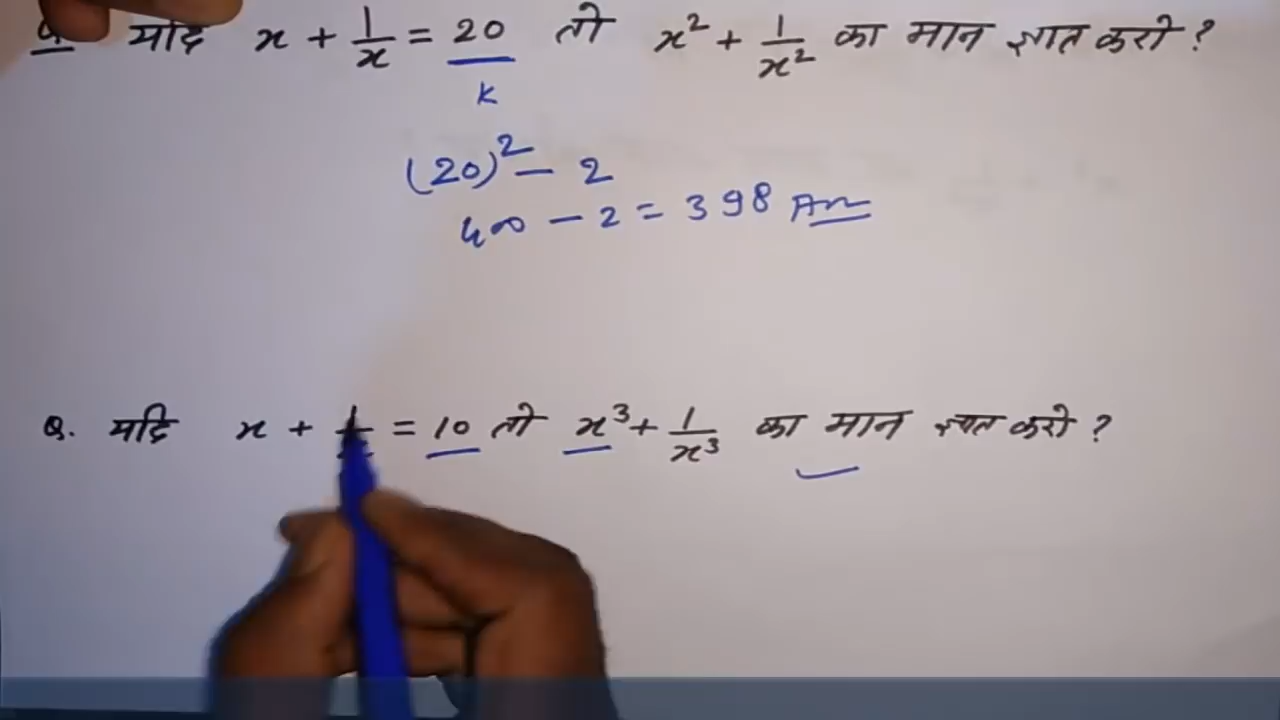 Q. यदि x + 1/x = 20 तो x² + 1/x² का मान ज्ञात करो ?
k
(20)² - 2
400 - 2 = 398 Ans
Q. यदि x + 1/x = 10 तो x³ + 1/x³ का मान ज्ञात करो ?